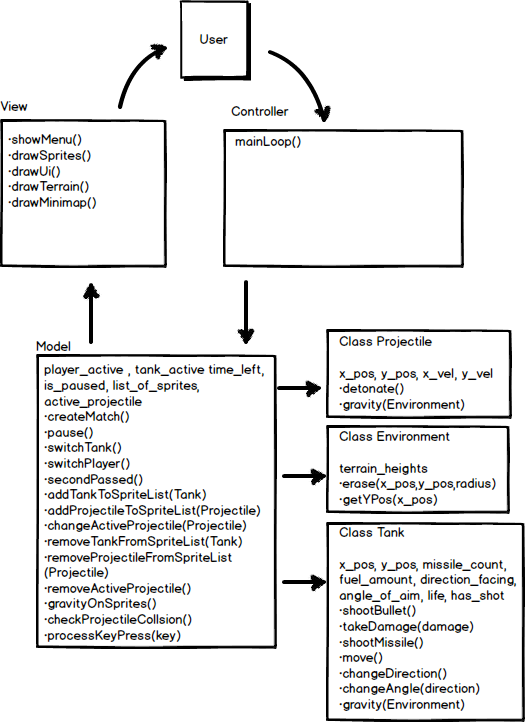 User
View
Controller
·showMenu()
·drawSprites()
·drawUi()
·drawTerrain()
·drawMinimap()
mainLoop()
Model
player_active , tank_active time_left,
is_paused, list_of_sprites,
active_projectile
·createMatch()
·pause()
·switchTank()
·switchPlayer()
·secondPassed()
·addTankToSpriteList(Tank)
·addProjectileToSpriteList(Projectile)
·changeActiveProjectile(Projectile)
·removeTankFromSpriteList(Tank)
·removeProjectileFromSpriteList
(Projectile)
·removeActiveProjectile()
·gravityOnSprites()
·checkProjectileCollsion()
·processKeyPress(key)
Class Projectile
x_pos, y_pos, x_vel, y_vel
·detonate()
·gravity(Environment)
Class Environment
terrain_heights
·erase(x_pos,y_pos,radius)
·getYPos(x_pos)
Class Tank
x_pos, y_pos, missile_count,
fuel_amount, direction_facing,
angle_of_aim, life, has_shot
·shootBullet()
·takeDamage(damage)
·shootMissile()
·move()
·changeDirection()
·changeAngle(direction)
·gravity(Environment)